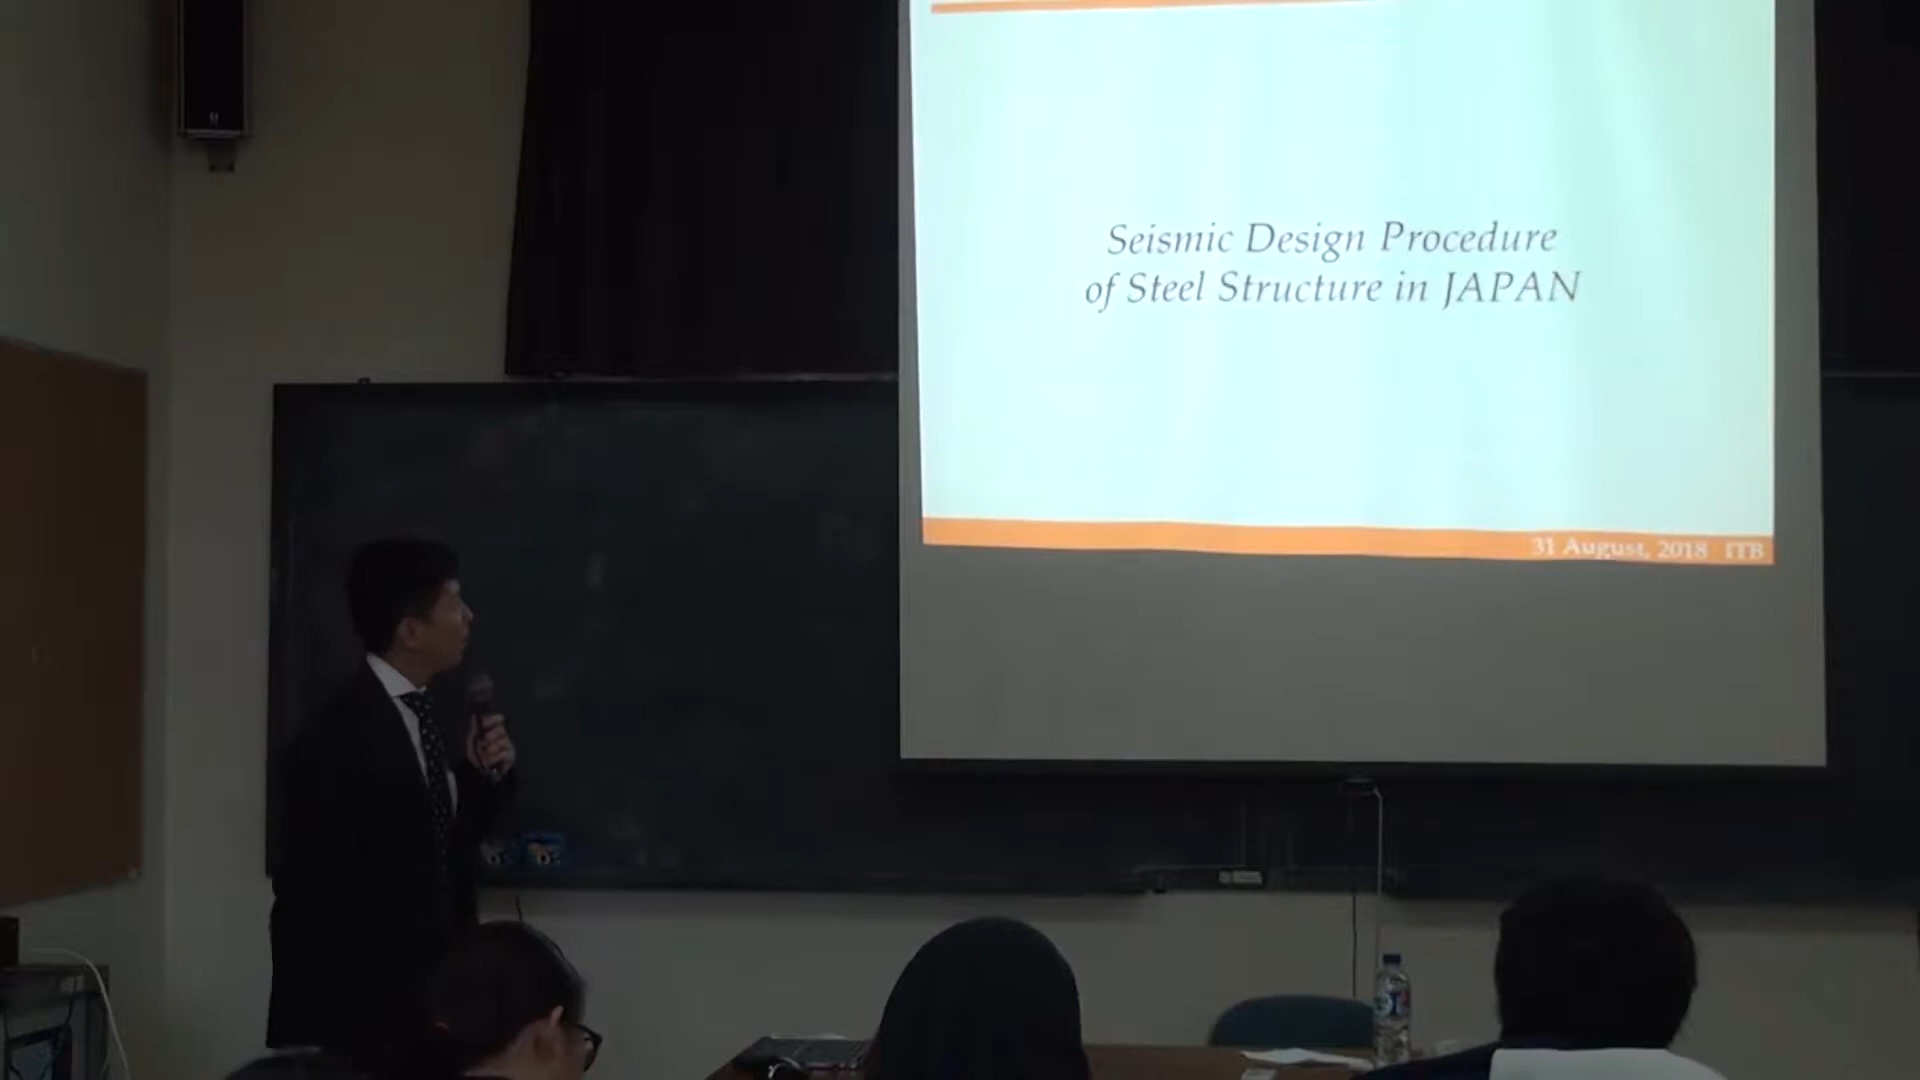 Seismic Design Procedure
of Steel Structure in JAPAN
31 August, 2018 ITB